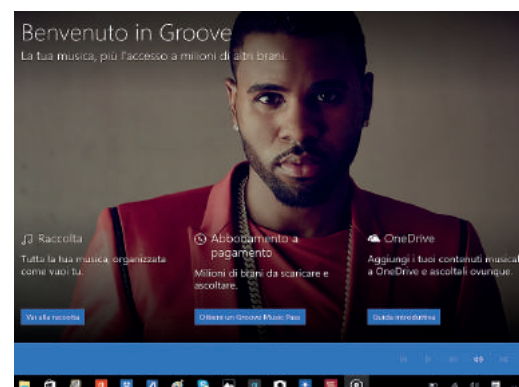 Benvenuto in Groove
La tua musica, più l'accesso a milioni di altri brani.
Raccolta
Tutta la tua musica, organizzata
come vuoi tu.
Vai alla raccolta
Abbonamento a
pagamento
Milioni di brani da scaricare e
ascoltare.
Ottieni un Groove Music Pass
OneDrive
Aggiungi i tuoi contenuti musical
a OneDrive e ascoltali ovunque.
Guida introduttiva